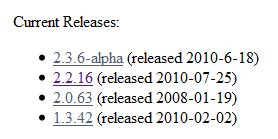 Current Releases:
• 2.3.6-alpha (released 2010-6-18)
• 2.2.16 (released 2010-07-25)
• 2.0.63 (released 2008-01-19)
• 1.3.42 (released 2010-02-02)